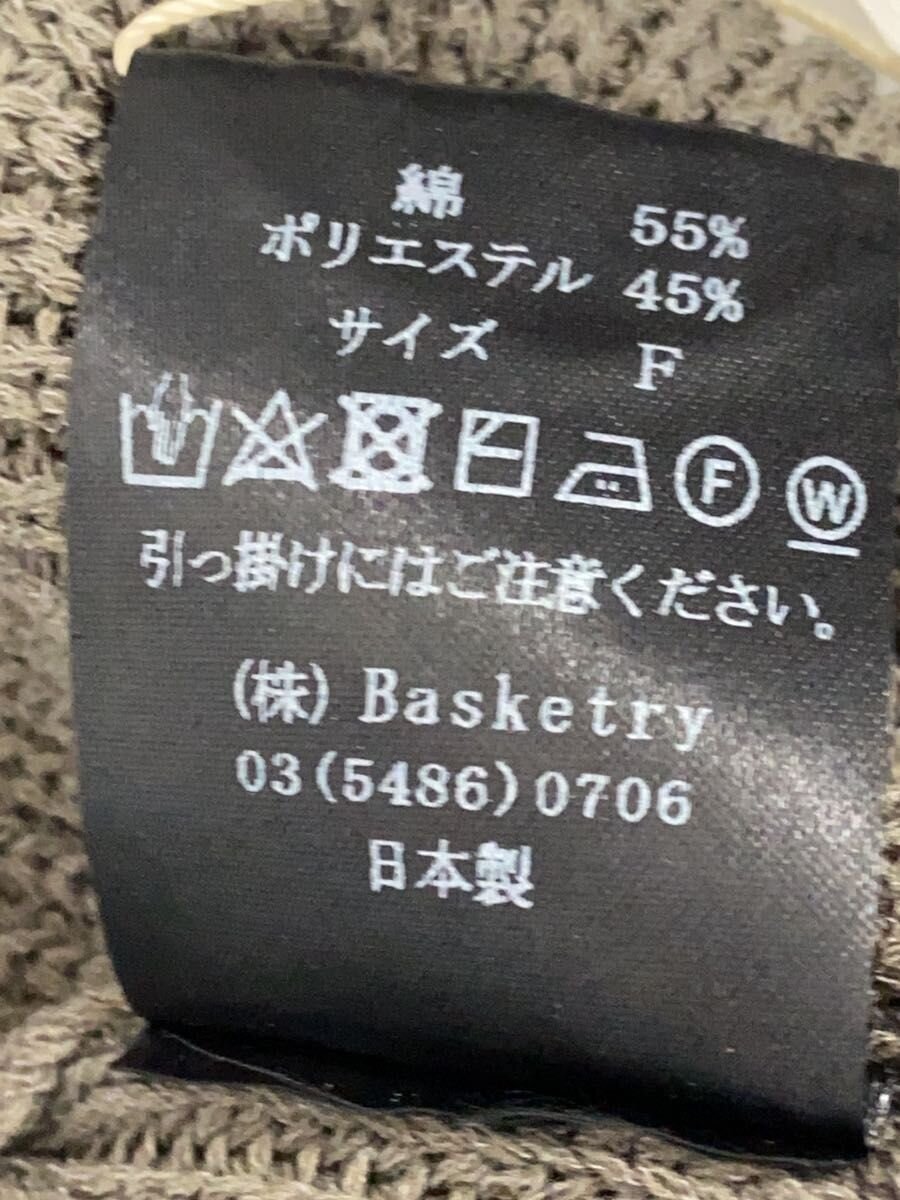 綿 55%
ポリエステル 45%
サイズ F
F W
引っ掛けにはご注意ください。
(株) Basketry
03(5486)0706
日本製